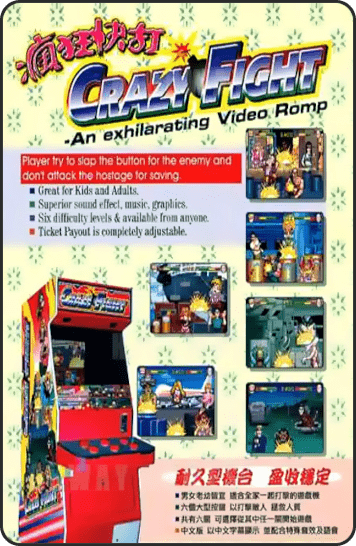 瘋狂快打
CRAZY FIGHT
-An exhilarating Video Romp
Player try to slap the button for the enemy and
don't attack the hostage for saving.
■ Great for Kids and Adults.
■ Superior sound effect, music, graphics.
■ Six difficulty levels & available from anyone.
■ Ticket Payout is completely adjustable.
CRAZY FIGHT
耐久型機台 盈收穩定
■男女老幼皆宜 適合全家一起打擊的遊戲機
■六個大型按鈕 以打擊敵人 拯救人質
■共有六關 可選擇從其中任一關開始遊戲
■中文版 以中文字幕顯示 並配合特殊音效及語音